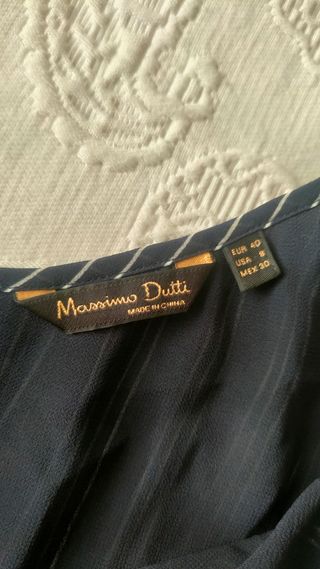 Massimo Dutti
MADE IN CHINA
EUR 40
USA 8
MEX 30